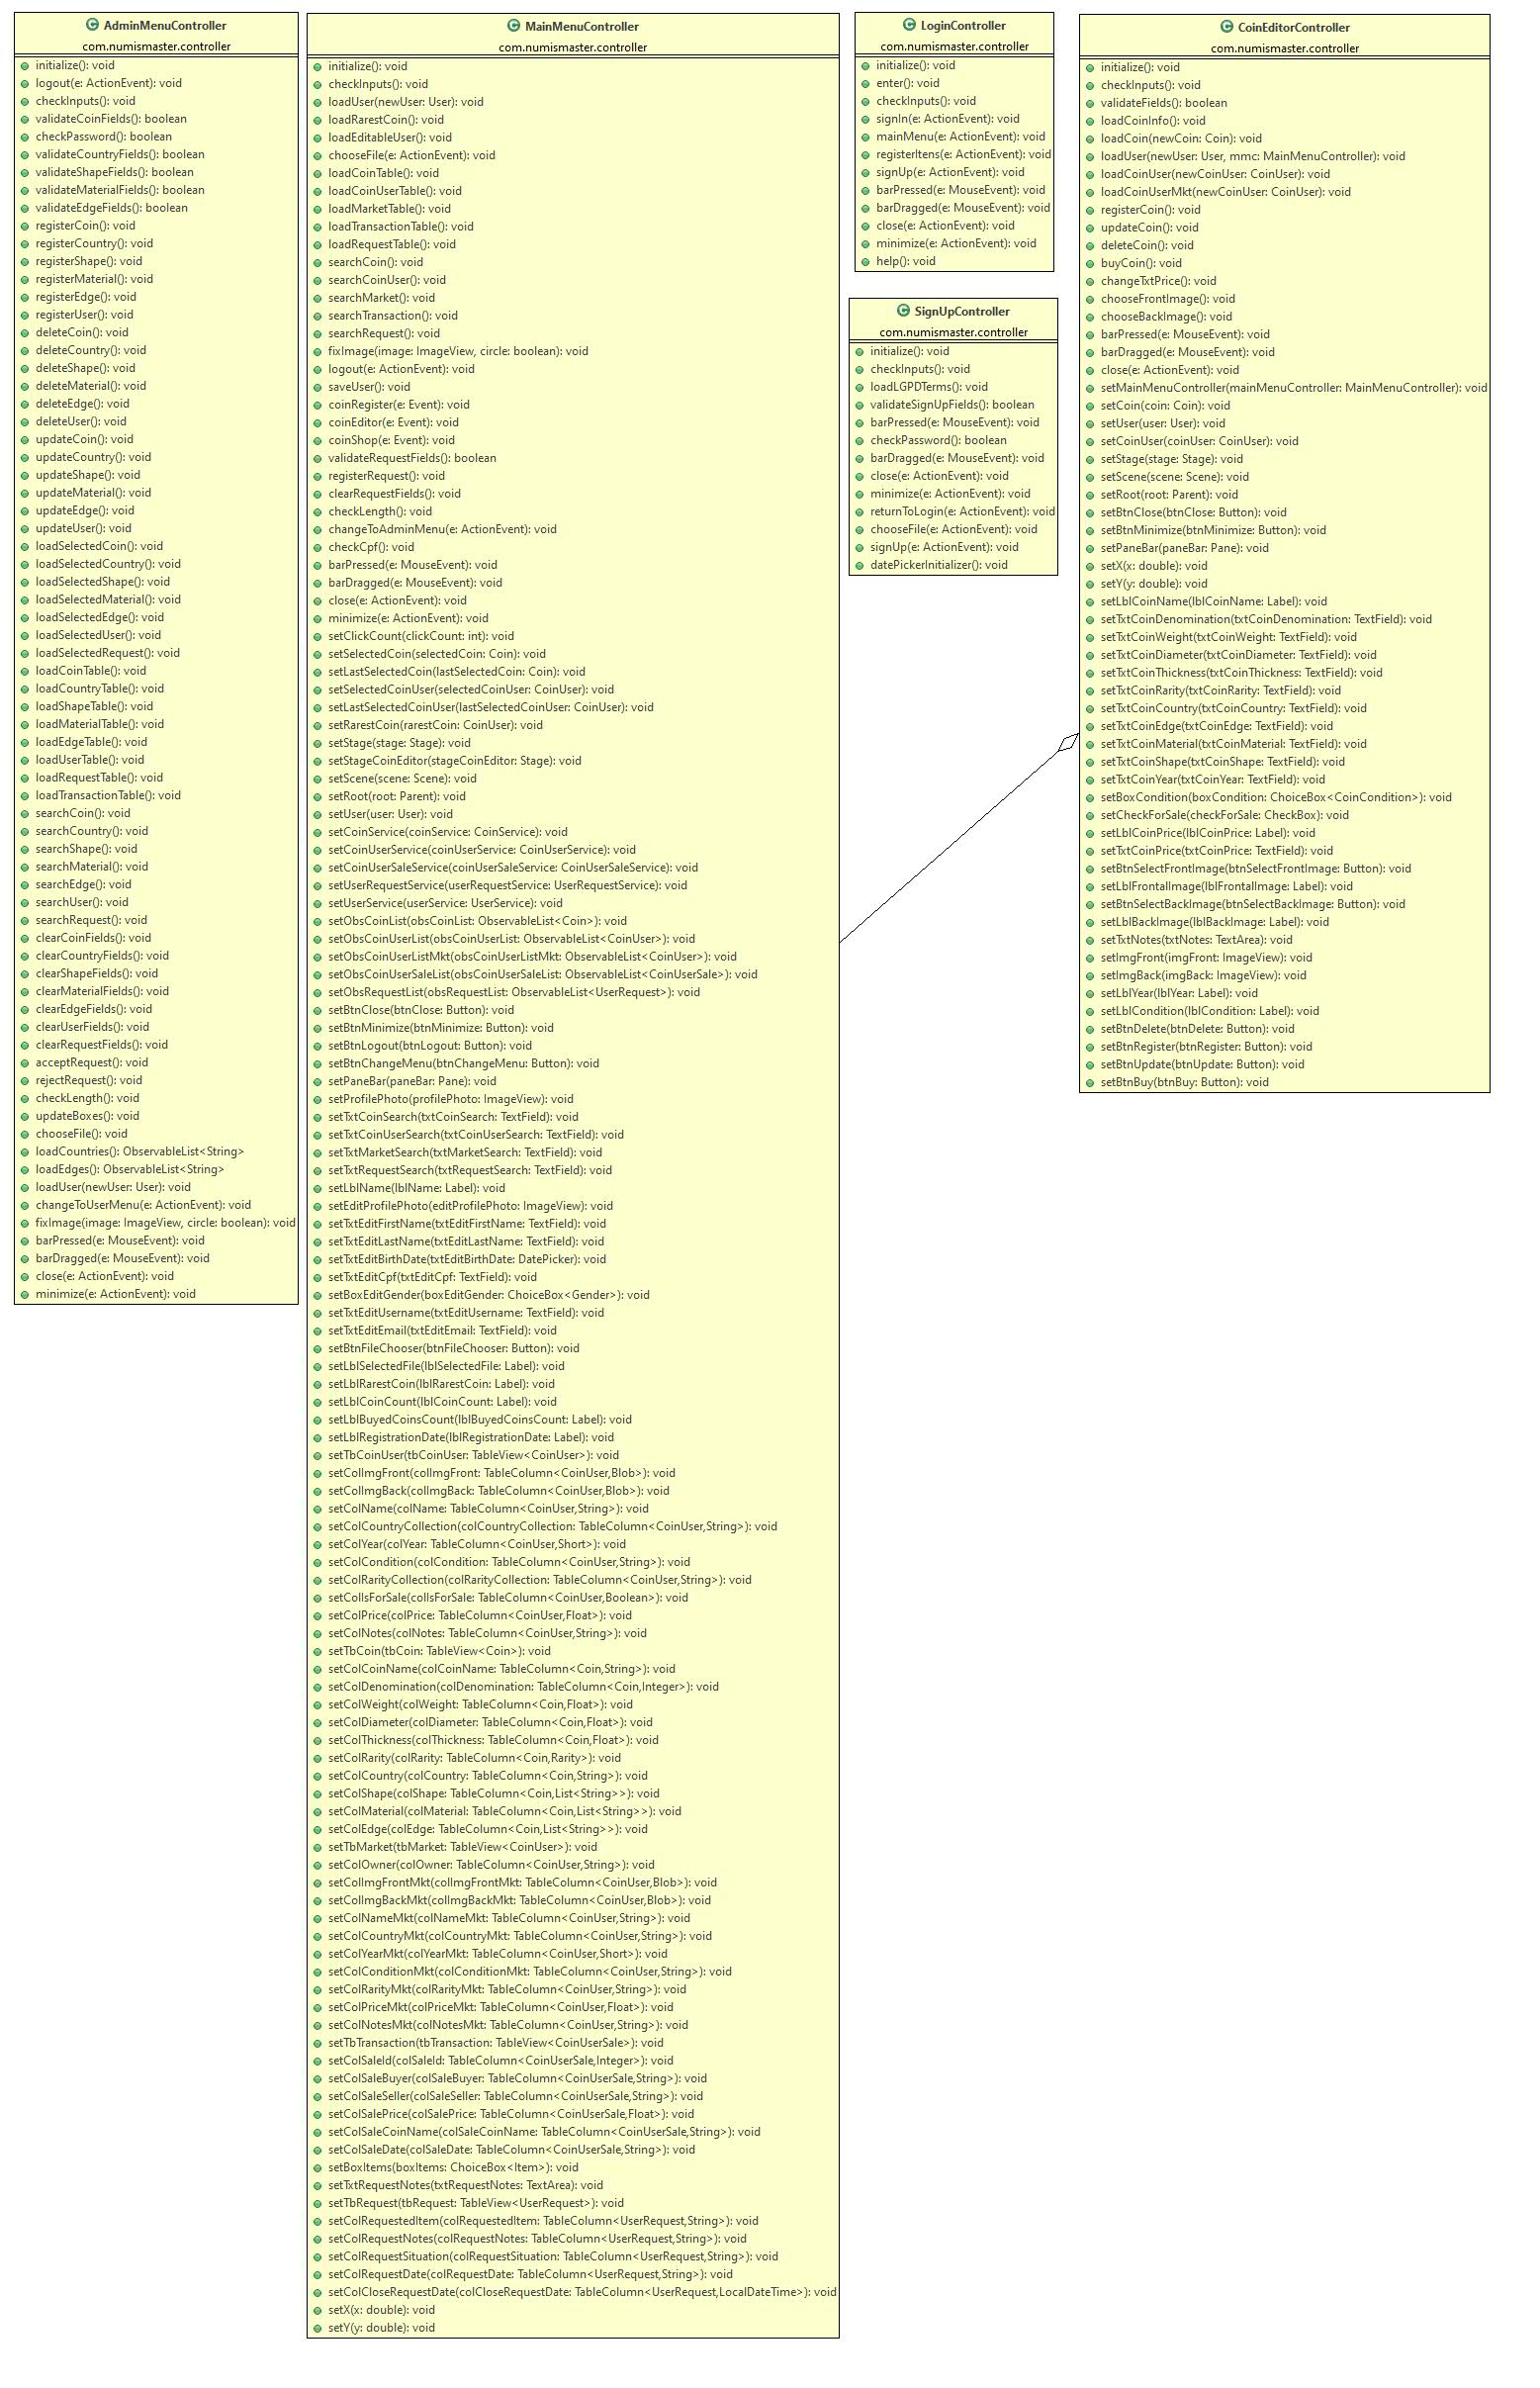 AdminMenuController
com.numismaster.controller
initialize(): void
logout(e: ActionEvent): void
checkInputs(): void
validateCoinFields(): boolean
checkPassword(): boolean
validateCountryFields(): boolean
validateShapeFields(): boolean
validateMaterialFields(): boolean
validateEdgeFields(): boolean
registerCoin(): void
registerCountry(): void
registerShape(): void
registerMaterial(): void
registerEdge(): void
registerUser(): void
deleteCoin(): void
deleteCountry(): void
deleteShape(): void
deleteMaterial(): void
deleteEdge(): void
deleteUser(): void
updateCoin(): void
updateCountry(): void
updateShape(): void
updateMaterial(): void
updateEdge(): void
updateUser(): void
loadSelectedCoin(): void
loadSelectedCountry(): void
loadSelectedShape(): void
loadSelectedMaterial(): void
loadSelectedEdge(): void
loadSelectedUser(): void
loadSelectedRequest(): void
loadCoinTable(): void
loadCountryTable(): void
loadShapeTable(): void
loadMaterialTable(): void
loadEdgeTable(): void
loadUserTable(): void
loadRequestTable(): void
loadTransactionTable(): void
searchCoin(): void
searchCountry(): void
searchShape(): void
searchMaterial(): void
searchEdge(): void
searchUser(): void
searchRequest(): void
clearCoinFields(): void
clearCountryFields(): void
clearShapeFields(): void
clearMaterialFields(): void
clearEdgeFields(): void
clearUserFields(): void
clearRequestFields(): void
acceptRequest(): void
rejectRequest(): void
checkLength(): void
updateBoxes(): void
chooseFile(): void
loadCountries(): ObservableList<String>
loadEdges(): ObservableList<String>
loadUser(newUser: User): void
changeToUserMenu(e: ActionEvent): void
fixImage(image: ImageView, circle: boolean): void
barPressed(e: MouseEvent): void
barDragged(e: MouseEvent): void
close(e: ActionEvent): void
minimize(e: ActionEvent): void
MainMenuController
com.numismaster.controller
initialize(): void
checkInputs(): void
loadUser(newUser: User): void
loadRarestCoin(): void
loadEditableUser(): void
chooseFile(e: ActionEvent): void
loadCoinTable(): void
loadCoinUserTable(): void
loadMarketTable(): void
loadTransactionTable(): void
loadRequestTable(): void
searchCoin(): void
searchCoinUser(): void
searchMarket(): void
searchTransaction(): void
searchRequest(): void
fixImage(image: ImageView, circle: boolean): void
logout(e: ActionEvent): void
saveUser(): void
coinRegister(e: Event): void
coinEditor(e: Event): void
coinShop(e: Event): void
validateRequestFields(): boolean
registerRequest(): void
clearRequestFields(): void
checkLength(): void
changeToAdminMenu(e: ActionEvent): void
checkCpf(): void
barPressed(e: MouseEvent): void
barDragged(e: MouseEvent): void
close(e: ActionEvent): void
minimize(e: ActionEvent): void
setClickCount(clickCount: int): void
setSelectedCoin(selectedCoin: Coin): void
setLastSelectedCoin(lastSelectedCoin: Coin): void
setSelectedCoinUser(selectedCoinUser: CoinUser): void
setLastSelectedCoinUser(lastSelectedCoinUser: CoinUser): void
setRarestCoin(rarestCoin: CoinUser): void
setStage(stage: Stage): void
setStageCoinEditor(stageCoinEditor: Stage): void
setScene(scene: Scene): void
setRoot(root: Parent): void
setUser(user: User): void
setCoinService(coinService: CoinService): void
setCoinUserService(coinUserService: CoinUserService): void
setCoinUserSaleService(coinUserSaleService: CoinUserSaleService): void
setUserRequestService(userRequestService: UserRequestService): void
setUserService(userService: UserService): void
setObsCoinList(obsCoinList: ObservableList<Coin>): void
setObsCoinUserList(obsCoinUserList: ObservableList<CoinUser>): void
setObsCoinUserListMkt(obsCoinUserListMkt: ObservableList<CoinUser>): void
setObsCoinUserSaleList(obsCoinUserSaleList: ObservableList<CoinUserSale>): void
setObsRequestList(obsRequestList: ObservableList<UserRequest>): void
setBtnClose(btnClose: Button): void
setBtnMinimize(btnMinimize: Button): void
setBtnLogout(btnLogout: Button): void
setBtnChangeMenu(btnChangeMenu: Button): void
setPaneBar(paneBar: Pane): void
setProfilePhoto(profilePhoto: ImageView): void
setTxtCoinSearch(txtCoinSearch: TextField): void
setTxtCoinUserSearch(txtCoinUserSearch: TextField): void
setTxtMarketSearch(txtMarketSearch: TextField): void
setTxtRequestSearch(txtRequestSearch: TextField): void
setLblName(lblName: Label): void
setEditProfilePhoto(editProfilePhoto: ImageView): void
setTxtEditFirstName(txtEditFirstName: TextField): void
setTxtEditLastName(txtEditLastName: TextField): void
setTxtEditBirthDate(txtEditBirthDate: DatePicker): void
setTxtEditCpf(txtEditCpf: TextField): void
setBoxEditGender(boxEditGender: ChoiceBox<Gender>): void
setTxtEditUsername(txtEditUsername: TextField): void
setTxtEditEmail(txtEditEmail: TextField): void
setBtnFileChooser(btnFileChooser: Button): void
setLblSelectedFile(lblSelectedFile: Label): void
setLblRarestCoin(lblRarestCoin: Label): void
setLblCoinCount(lblCoinCount: Label): void
setLblBuyedCoinsCount(lblBuyedCoinsCount: Label): void
setLblRegistrationDate(lblRegistrationDate: Label): void
setTbCoinUser(tbCoinUser: TableView<CoinUser>): void
setColImgFront(colImgFront: TableColumn<CoinUser,Blob>): void
setColImgBack(colImgBack: TableColumn<CoinUser,Blob>): void
setColName(colName: TableColumn<CoinUser,String>): void
setColCountryCollection(colCountryCollection: TableColumn<CoinUser,String>): void
setColYear(colYear: TableColumn<CoinUser,Short>): void
setColCondition(colCondition: TableColumn<CoinUser,String>): void
setColRarityCollection(colRarityCollection: TableColumn<CoinUser,String>): void
setColIsForSale(colIsForSale: TableColumn<CoinUser,Boolean>): void
setColPrice(colPrice: TableColumn<CoinUser,Float>): void
setColNotes(colNotes: TableColumn<CoinUser,String>): void
setTbCoin(tbCoin: TableView<Coin>): void
setColCoinName(colCoinName: TableColumn<Coin,String>): void
setColDenomination(colDenomination: TableColumn<Coin,Integer>): void
setColWeight(colWeight: TableColumn<Coin,Float>): void
setColDiameter(colDiameter: TableColumn<Coin,Float>): void
setColThickness(colThickness: TableColumn<Coin,Float>): void
setColRarity(colRarity: TableColumn<Coin,Rarity>): void
setColCountry(colCountry: TableColumn<Coin,String>): void
setColShape(colShape: TableColumn<Coin,List<String>>): void
setColMaterial(colMaterial: TableColumn<Coin,List<String>>): void
setColEdge(colEdge: TableColumn<Coin,List<String>>): void
setTbMarket(tbMarket: TableView<CoinUser>): void
setColOwner(colOwner: TableColumn<CoinUser,String>): void
setColImgFrontMkt(colImgFrontMkt: TableColumn<CoinUser,Blob>): void
setColImgBackMkt(colImgBackMkt: TableColumn<CoinUser,Blob>): void
setColNameMkt(colNameMkt: TableColumn<CoinUser,String>): void
setColCountryMkt(colCountryMkt: TableColumn<CoinUser,String>): void
setColYearMkt(colYearMkt: TableColumn<CoinUser,Short>): void
setColConditionMkt(colConditionMkt: TableColumn<CoinUser,String>): void
setColRarityMkt(colRarityMkt: TableColumn<CoinUser,String>): void
setColPriceMkt(colPriceMkt: TableColumn<CoinUser,Float>): void
setColNotesMkt(colNotesMkt: TableColumn<CoinUser,String>): void
setTbTransaction(tbTransaction: TableView<CoinUserSale>): void
setColSaleId(colSaleId: TableColumn<CoinUserSale,Integer>): void
setColSaleBuyer(colSaleBuyer: TableColumn<CoinUserSale,String>): void
setColSaleSeller(colSaleSeller: TableColumn<CoinUserSale,String>): void
setColSalePrice(colSalePrice: TableColumn<CoinUserSale,Float>): void
setColSaleCoinName(colSaleCoinName: TableColumn<CoinUserSale,String>): void
setColSaleDate(colSaleDate: TableColumn<CoinUserSale,String>): void
setBoxItems(boxItems: ChoiceBox<Item>): void
setTxtRequestNotes(txtRequestNotes: TextArea): void
setTbRequest(tbRequest: TableView<UserRequest>): void
setColRequestedItem(colRequestedItem: TableColumn<UserRequest,String>): void
setColRequestNotes(colRequestNotes: TableColumn<UserRequest,String>): void
setColRequestSituation(colRequestSituation: TableColumn<UserRequest,String>): void
setColRequestDate(colRequestDate: TableColumn<UserRequest,String>): void
setColCloseRequestDate(colCloseRequestDate: TableColumn<UserRequest,LocalDateTime>): void
setX(x: double): void
setY(y: double): void
LoginController
com.numismaster.controller
initialize(): void
enter(): void
checkInputs(): void
signIn(e: ActionEvent): void
mainMenu(e: ActionEvent): void
registerItens(e: ActionEvent): void
signUp(e: ActionEvent): void
barPressed(e: MouseEvent): void
barDragged(e: MouseEvent): void
close(e: ActionEvent): void
minimize(e: ActionEvent): void
help(): void
SignUpController
com.numismaster.controller
initialize(): void
checkInputs(): void
loadLGPDTerms(): void
validateSignUpFields(): boolean
barPressed(e: MouseEvent): void
checkPassword(): boolean
barDragged(e: MouseEvent): void
close(e: ActionEvent): void
minimize(e: ActionEvent): void
returnToLogin(e: ActionEvent): void
chooseFile(e: ActionEvent): void
signUp(e: ActionEvent): void
datePickerInitializer(): void
CoinEditorController
com.numismaster.controller
initialize(): void
checkInputs(): void
validateFields(): boolean
loadCoinInfo(): void
loadCoin(newCoin: Coin): void
loadUser(newUser: User, mmc: MainMenuController): void
loadCoinUser(newCoinUser: CoinUser): void
loadCoinUserMkt(newCoinUser: CoinUser): void
registerCoin(): void
updateCoin(): void
deleteCoin(): void
buyCoin(): void
changeTxtPrice(): void
chooseFrontImage(): void
chooseBackImage(): void
barPressed(e: MouseEvent): void
barDragged(e: MouseEvent): void
close(e: ActionEvent): void
setMainMenuController(mainMenuController: MainMenuController): void
setCoin(coin: Coin): void
setUser(user: User): void
setCoinUser(coinUser: CoinUser): void
setStage(stage: Stage): void
setScene(scene: Scene): void
setRoot(root: Parent): void
setBtnClose(btnClose: Button): void
setBtnMinimize(btnMinimize: Button): void
setPaneBar(paneBar: Pane): void
setX(x: double): void
setY(y: double): void
setLblCoinName(lblCoinName: Label): void
setTxtCoinDenomination(txtCoinDenomination: TextField): void
setTxtCoinWeight(txtCoinWeight: TextField): void
setTxtCoinDiameter(txtCoinDiameter: TextField): void
setTxtCoinThickness(txtCoinThickness: TextField): void
setTxtCoinRarity(txtCoinRarity: TextField): void
setTxtCoinCountry(txtCoinCountry: TextField): void
setTxtCoinEdge(txtCoinEdge: TextField): void
setTxtCoinMaterial(txtCoinMaterial: TextField): void
setTxtCoinShape(txtCoinShape: TextField): void
setTxtCoinYear(txtCoinYear: TextField): void
setBoxCondition(boxCondition: ChoiceBox<CoinCondition>): void
setCheckForSale(checkForSale: CheckBox): void
setLblCoinPrice(lblCoinPrice: Label): void
setTxtCoinPrice(txtCoinPrice: TextField): void
setBtnSelectFrontImage(btnSelectFrontImage: Button): void
setLblFrontalImage(lblFrontalImage: Label): void
setBtnSelectBackImage(btnSelectBackImage: Button): void
setLblBackImage(lblBackImage: Label): void
setTxtNotes(txtNotes: TextArea): void
setImgFront(imgFront: ImageView): void
setImgBack(imgBack: ImageView): void
setLblYear(lblYear: Label): void
setLblCondition(lblCondition: Label): void
setBtnDelete(btnDelete: Button): void
setBtnRegister(btnRegister: Button): void
setBtnUpdate(btnUpdate: Button): void
setBtnBuy(btnBuy: Button): void